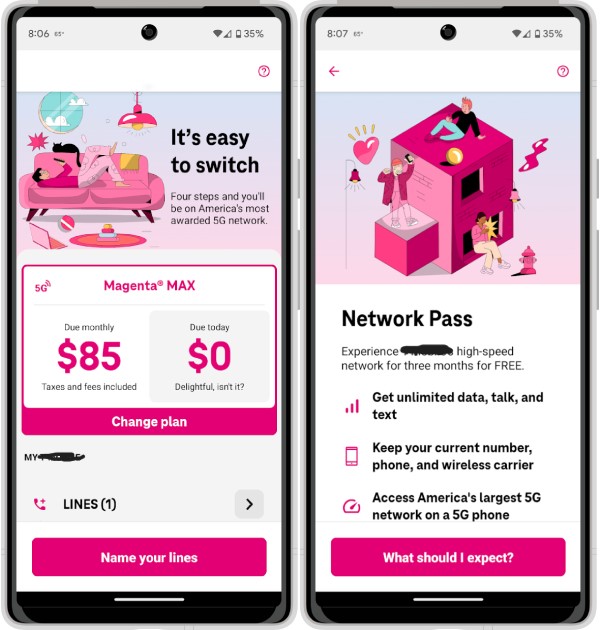 8:06 65°
35%
It's easy
to switch
Four steps and you'll
be on America's most
awarded 5G network.
5G
Magenta® MAX
Due monthly
$85
Taxes and fees included
Due today
$0
Delightful, isn't it?
Change plan
MY
LINES (1)
Name your lines
8:07 65°
35%
Network Pass
Experience high-speed
network for three months for FREE.
Get unlimited data, talk, and
text
Keep your current number,
phone, and wireless carrier
Access America's largest 5G
network on a 5G phone
What should I expect?